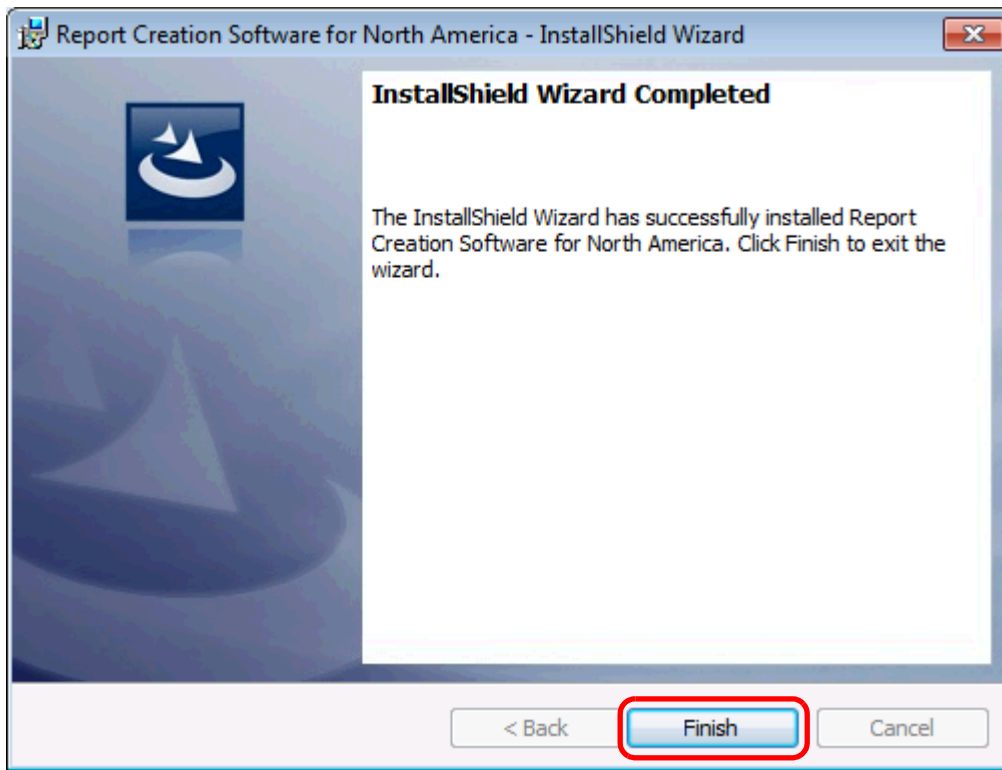 Report Creation Software for North America - InstallShield Wizard
InstallShield Wizard Completed
The InstallShield Wizard has successfully installed Report
Creation Software for North America. Click Finish to exit the
wizard.
< Back Finish Cancel